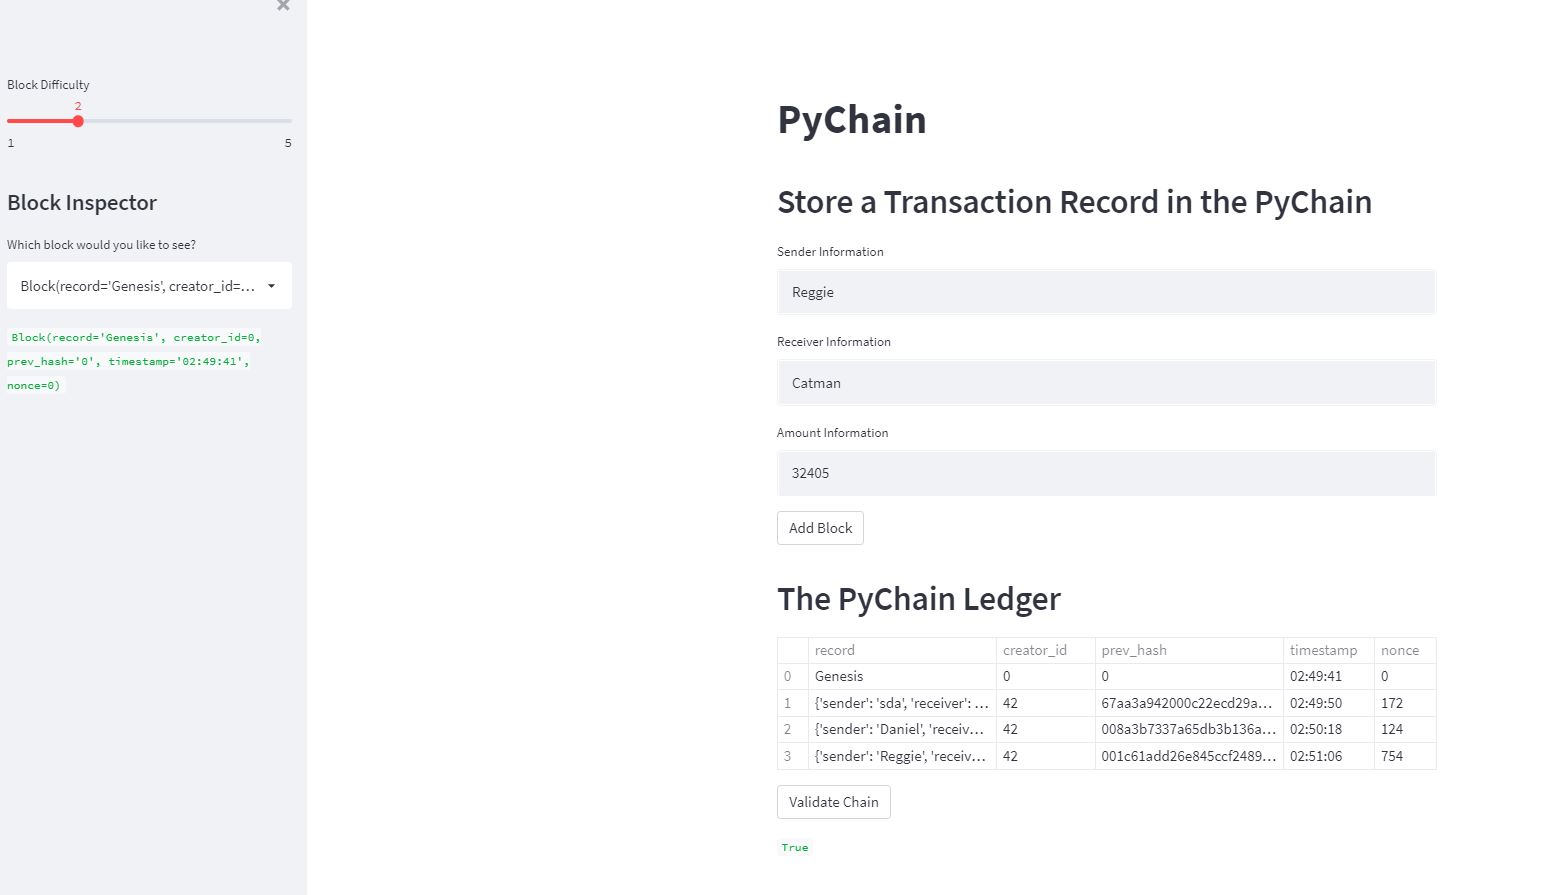 ×
Block Difficulty
2
1 5
Block Inspector
Which block would you like to see?
Block(record='Genesis', creator_id=...
Block(record='Genesis', creator_id=0,
prev_hash='0', timestamp='02:49:41',
nonce=0)
PyChain
Store a Transaction Record in the PyChain
Sender Information
Reggie
Receiver Information
Catman
Amount Information
32405
Add Block
The PyChain Ledger
record creator_id prev_hash timestamp nonce
0 Genesis 0 0 02:49:41 0
1 {'sender': 'sda', 'receiver': ... 42 67aa3a942000c22ecd29a... 02:49:50 172
2 {'sender': 'Daniel', 'receiv... 42 008a3b7337a65db3b136a... 02:50:18 124
3 {'sender': 'Reggie', 'receiv... 42 001c61add26e845ccf2489... 02:51:06 754
Validate Chain
True